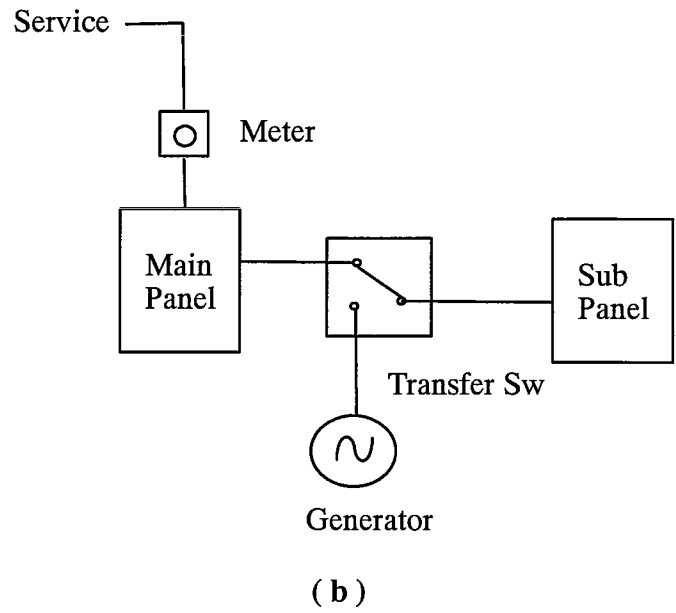 Service
Meter
Main
Panel
Sub
Panel
Transfer Sw
Generator
( b )